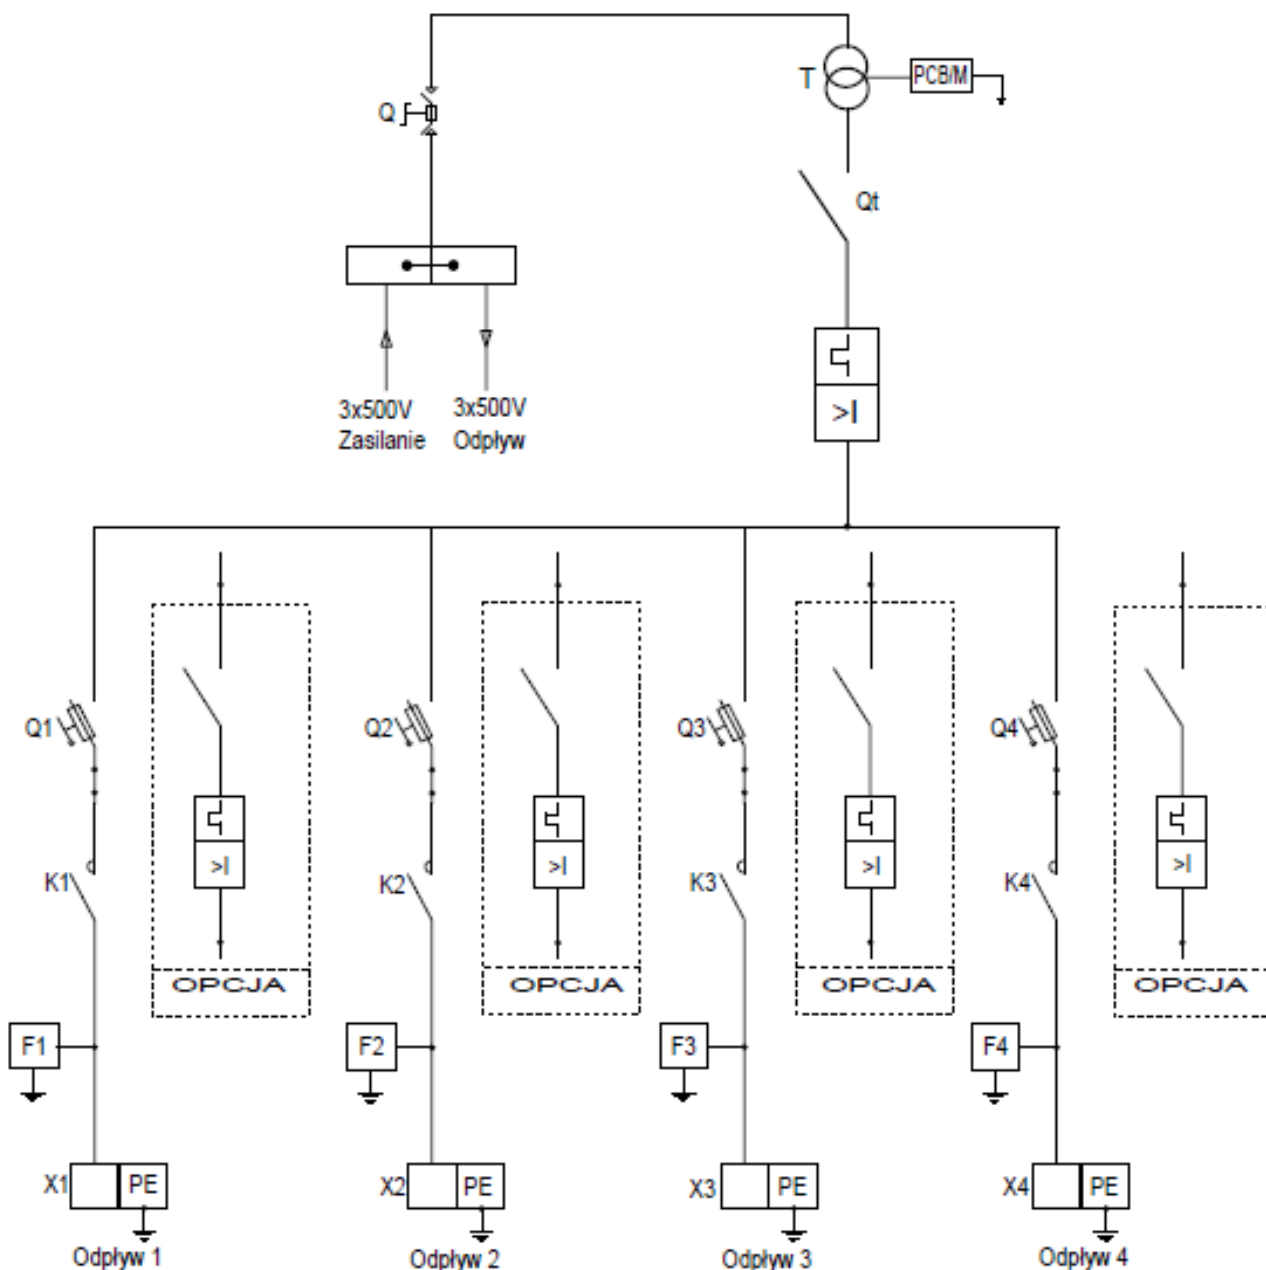 T
PCB/M
Q
Qt
>I
3x500V
Zasilanie
3x500V
Odpływ
Q1
Q2
Q3
Q4
>I
>I
>I
>I
K1
K2
K3
K4
OPCJA
OPCJA
OPCJA
OPCJA
F1
F2
F3
F4
X1
PE
X2
PE
X3
PE
X4
PE
Odpływ 1
Odpływ 2
Odpływ 3
Odpływ 4